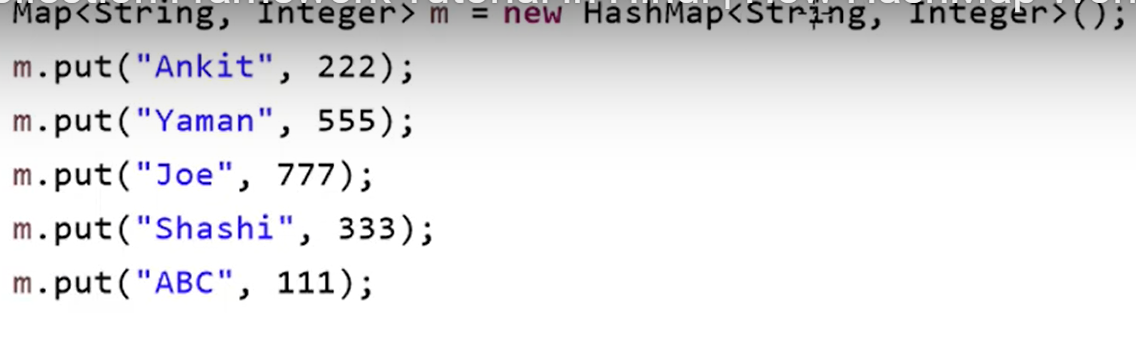 Map<String, Integer> m = new HashMap<String, Integer>();
m.put("Ankit", 222);
m.put("Yaman", 555);
m.put("Joe", 777);
m.put("Shashi", 333);
m.put("ABC", 111);